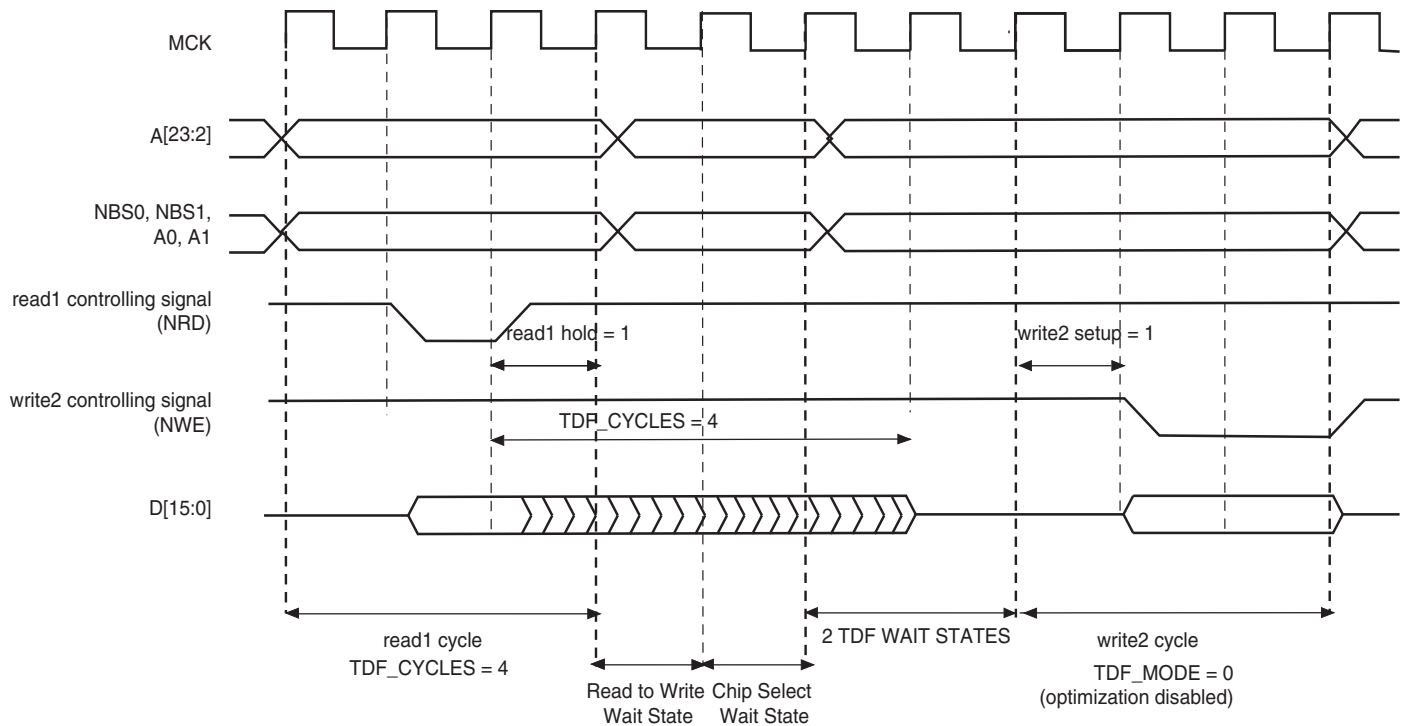 MCK
A[23:2]
NBS0, NBS1,
A0, A1
read1 controlling signal
(NRD)
read1 hold = 1
write2 setup = 1
write2 controlling signal
(NWE)
TDF_CYCLES = 4
D[15:0]
read1 cycle
TDF_CYCLES = 4
2 TDF WAIT STATES
write2 cycle
TDF_MODE = 0
(optimization disabled)
Read to Write
Wait State
Chip Select
Wait State